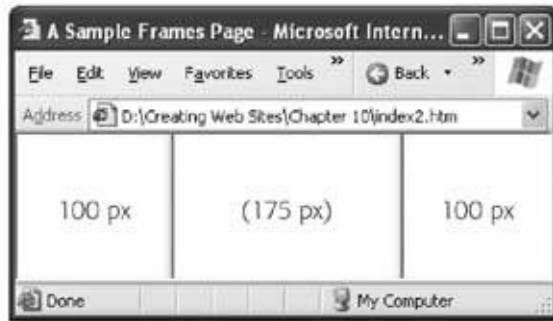 A Sample Frames Page - Microsoft Intern...
File Edit View Favorites Tools » Back »
Address D:\Creating Web Sites\Chapter 10\index2.htm
100 px (175 px) 100 px
Done My Computer